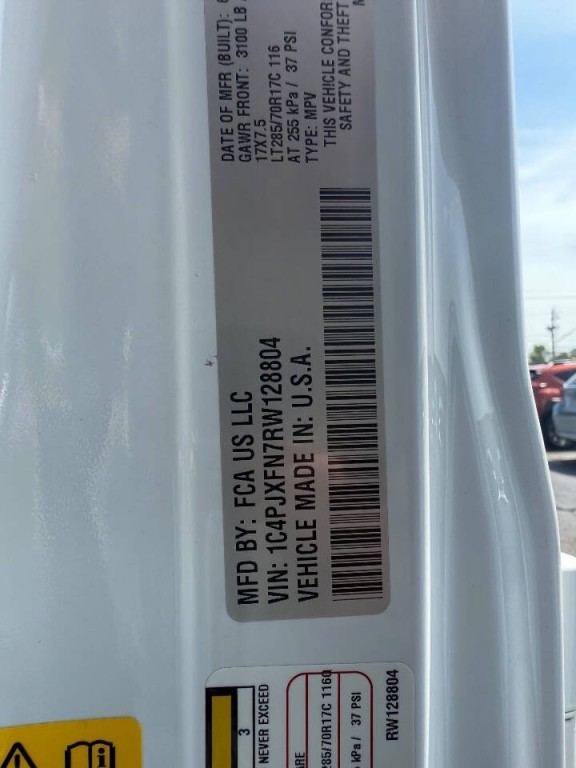 MFD BY: FCA US LLC
VIN: 1C4PJXFN7RW128804
VEHICLE MADE IN: U.S.A.
DATE OF MFR (BUILT):
GAWR FRONT: 3100 LB
17X7.5
LT285/70R17C 116
AT 255 kPa / 37 PSI
TYPE: MPV
THIS VEHICLE CONFOR
SAFETY AND THEFT
3
NEVER EXCEED
ARE
285/70R17C 116Q
kPa / 37 PSI
RW128804